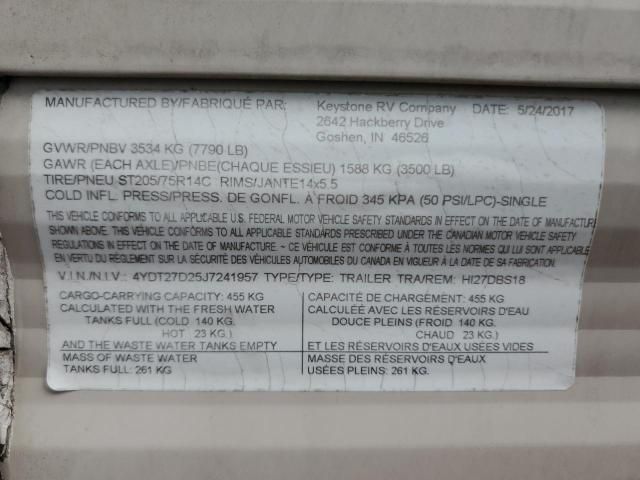 MANUFACTURED BY/FABRIQUÉ PAR: Keystone RV Company DATE: 5/24/2017
2642 Hackberry Drive
Goshen, IN 46526
GVWR/PNBV 3534 KG (7790 LB)
GAWR (EACH AXLE)/PNBE(CHAQUE ESSIEU) 1588 KG (3500 LB)
TIRE/PNEU ST205/75R14C RIMS/JANTE14x5.5
COLD INFL. PRESS/PRESS. DE GONFL. À FROID 345 KPA (50 PSI/LPC)-SINGLE
THIS VEHICLE CONFORMS TO ALL APPLICABLE U.S. FEDERAL MOTOR VEHICLE SAFETY STANDARDS IN EFFECT ON THE DATE OF MANUFACTURE
SHOWN ABOVE. THIS VEHICLE CONFORMS TO ALL APPLICABLE STANDARDS PRESCRIBED UNDER THE CANADIAN MOTOR VEHICLE SAFETY
REGULATIONS IN EFFECT ON THE DATE OF MANUFACTURE / CE VÉHICULE EST CONFORME À TOUTES LES NORMES QUI LUI SONT APPLICABLES
EN VERTU DU RÉGLEMENT SUR LA SÉCURITÉ DES VÉHICULES AUTOMOBILES DU CANADA EN VIGUEUR À LA DATE DE SA FABRICATION
V.I.N./N.I.V : 4YDT27D25J7241957 TYPE/TYPE: TRAILER TRA/REM: HI27DBS18
CARGO-CARRYING CAPACITY: 455 KG
CALCULATED WITH THE FRESH WATER
TANKS FULL (COLD: 140 KG.
HOT : 23 KG.)
AND THE WASTE WATER TANKS EMPTY
MASS OF WASTE WATER
TANKS FULL: 261 KG
CAPACITÉ DE CHARGEMENT: 455 KG
CALCULÉE AVEC LES RÉSERVOIRS D'EAU
DOUCE PLEINS (FROID: 140 KG.
CHAUD : 23 KG.)
ET LES RÉSERVOIRS D'EAUX USÉES VIDES
MASSE DES RÉSERVOIRS D'EAUX
USÉES PLEINS: 261 KG.